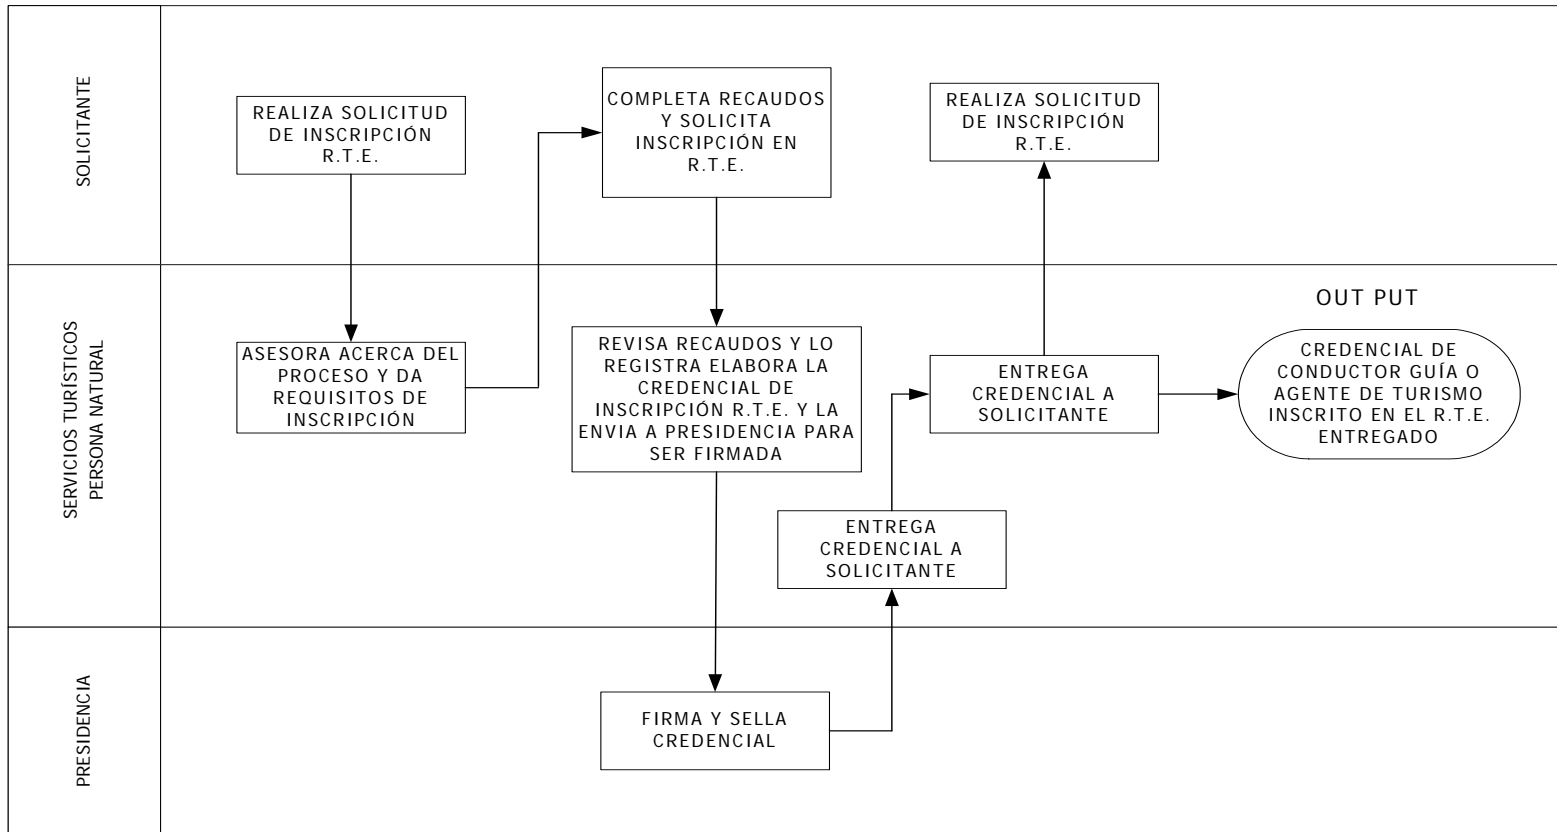 SOLICITANTE
REALIZA SOLICITUD
DE INSCRIPCIÓN
R.T.E.
COMPLETA RECAUDOS
Y SOLICITA
INSCRIPCIÓN EN
R.T.E.
REALIZA SOLICITUD
DE INSCRIPCIÓN
R.T.E.
SERVICIOS TURÍSTICOS
PERSONA NATURAL
ASESORA ACERCA DEL
PROCESO Y DA
REQUISITOS DE
INSCRIPCIÓN
REVISA RECAUDOS Y LO
REGISTRA ELABORA LA
CREDENCIAL DE
INSCRIPCIÓN R.T.E. Y LA
ENVIA A PRESIDENCIA PARA
SER FIRMADA
ENTREGA
CREDENCIAL A
SOLICITANTE
ENTREGA
CREDENCIAL A
SOLICITANTE
OUT PUT
CREDENCIAL DE
CONDUCTOR GUÍA O
AGENTE DE TURISMO
INSCRITO EN EL R.T.E.
ENTREGADO
PRESIDENCIA
FIRMA Y SELLA
CREDENCIAL